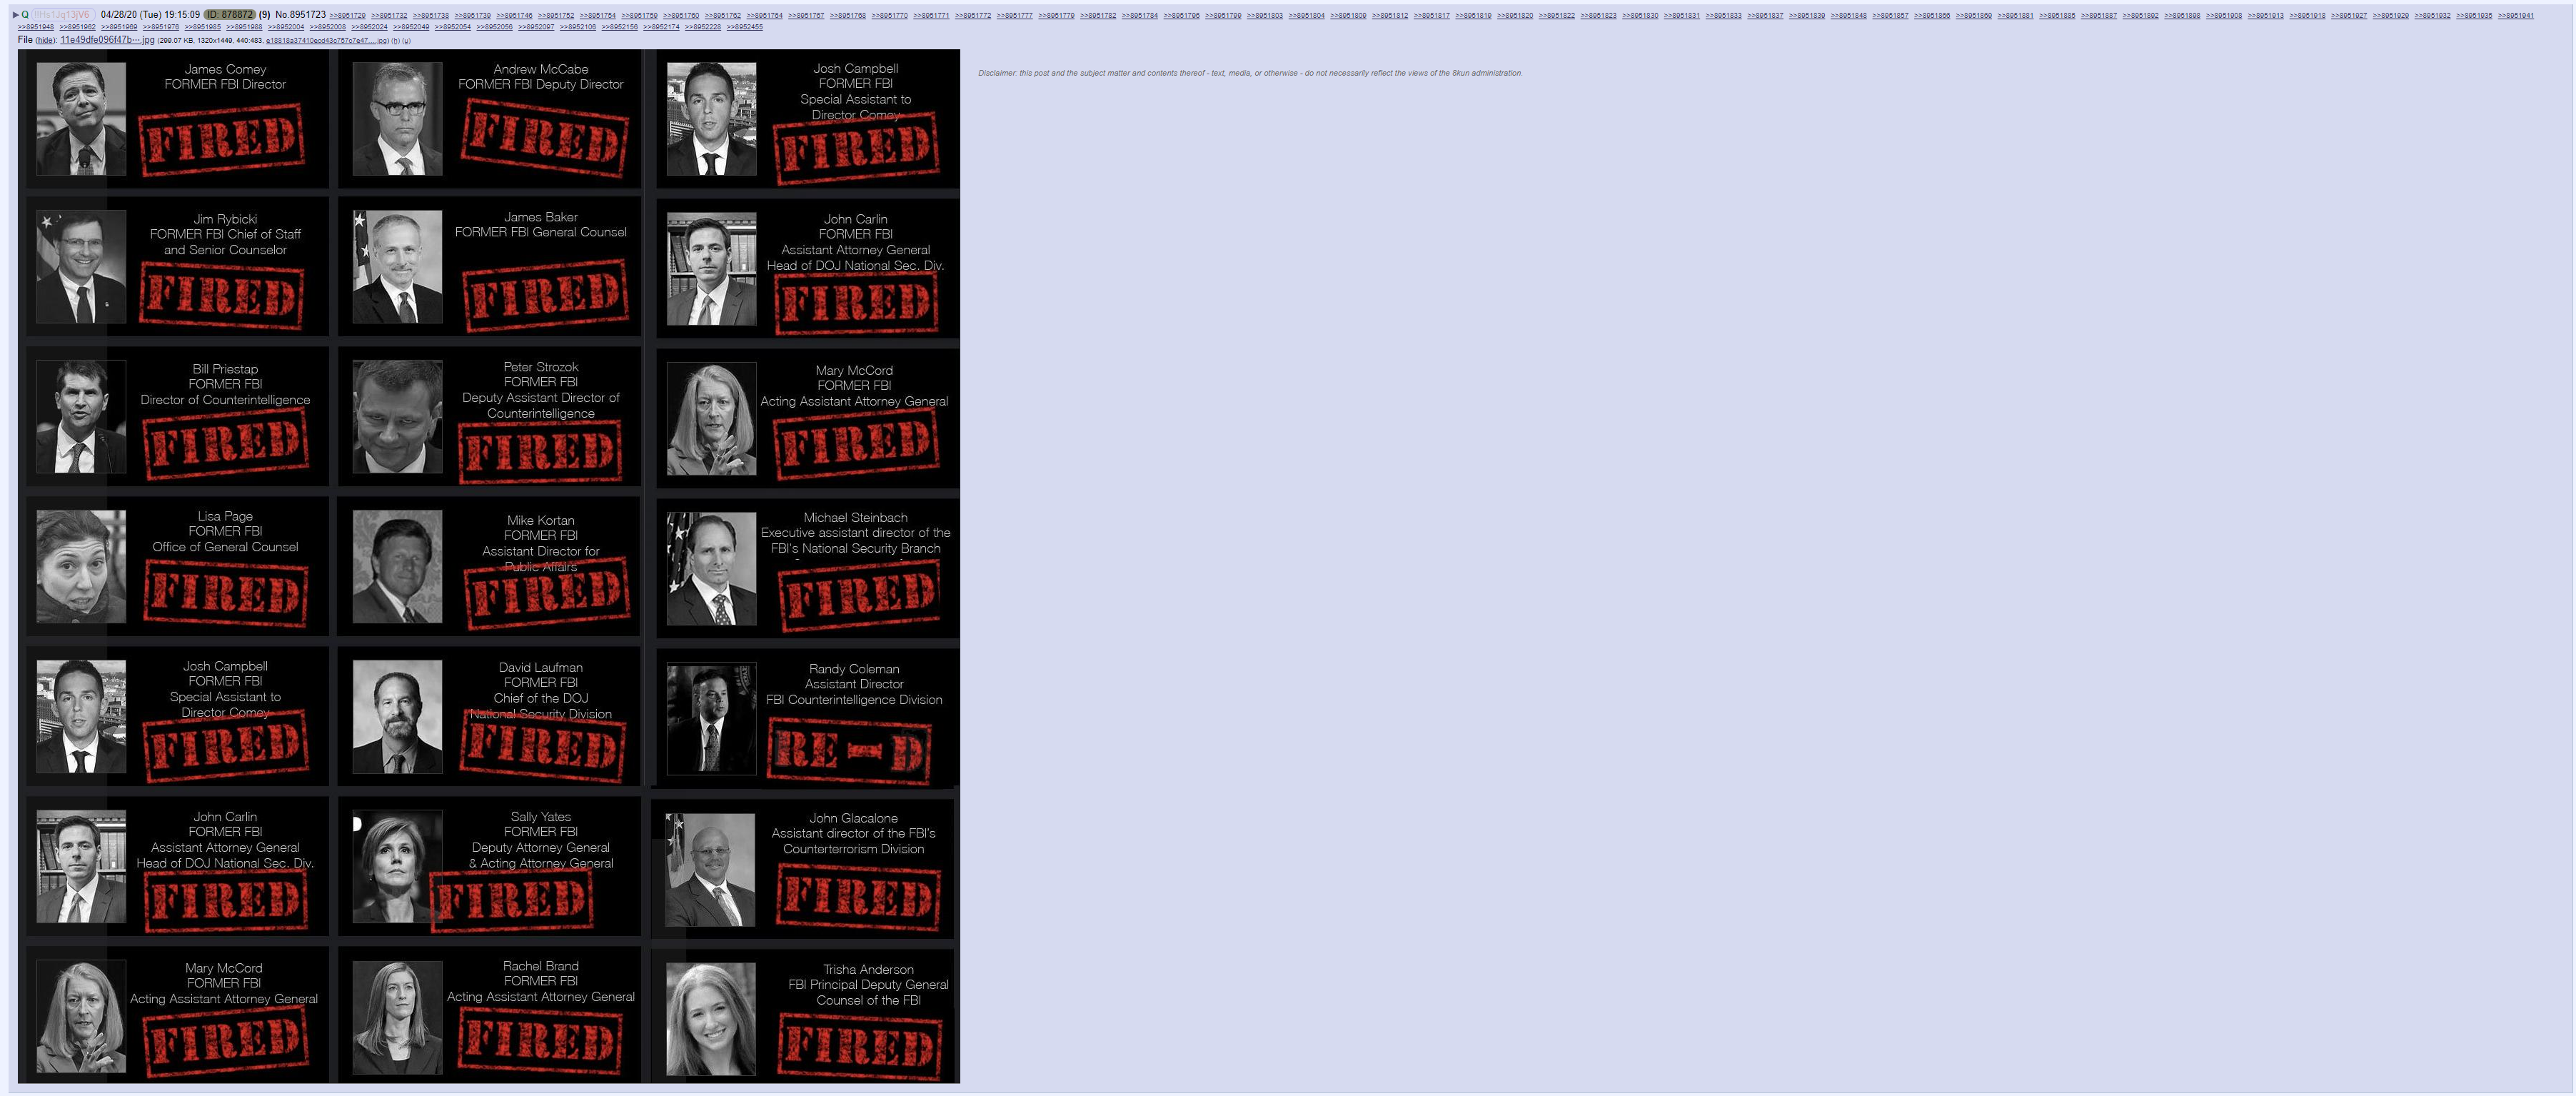 ▶ Q !!Hs1Jq13jV6 04/28/20 (Tue) 19:15:09 ID: 878872 (9) No.8951723 >>8951729 >>8951732 >>8951738 >>8951739 >>8951746 >>8951752 >>8951754 >>8951759 >>8951760 >>8951762 >>8951764 >>8951767 >>8951768 >>8951770 >>8951771 >>8951772 >>8951777 >>8951779 >>8951782 >>8951784 >>8951796 >>8951799 >>8951803 >>8951804 >>8951809 >>8951812 >>8951817 >>8951819 >>8951820 >>8951822 >>8951823 >>8951830 >>8951831 >>8951833 >>8951837 >>8951839 >>8951848 >>8951857 >>8951866 >>8951869 >>8951881 >>8951885 >>8951887 >>8951892 >>8951898 >>8951908 >>8951913 >>8951918 >>8951927 >>8951929 >>8951932 >>8951935 >>8951941
>>8951948 >>8951962 >>8951969 >>8951976 >>8951985 >>8951988 >>8952004 >>8952008 >>8952024 >>8952049 >>8952054 >>8952066 >>8952097 >>8952106 >>8952156 >>8952174 >>8952228 >>8952455
File (hide): 11e49dfe096f47b⋯.jpg (299.07 KB, 1320x1449, 440:483, e18818a37410ecd43c757c7e47….jpg) (h) (u)
Disclaimer: this post and the subject matter and contents thereof - text, media, or otherwise - do not necessarily reflect the views of the 8kun administration.
James Comey
FORMER FBI Director
FIRED
Andrew McCabe
FORMER FBI Deputy Director
FIRED
Josh Campbell
FORMER FBI
Special Assistant to
Director Comey
FIRED
Jim Rybicki
FORMER FBI Chief of Staff
and Senior Counselor
FIRED
James Baker
FORMER FBI General Counsel
FIRED
John Carlin
FORMER FBI
Assistant Attorney General
Head of DOJ National Sec. Div.
FIRED
Bill Priestap
FORMER FBI
Director of Counterintelligence
FIRED
Peter Strozok
FORMER FBI
Deputy Assistant Director of
Counterintelligence
FIRED
Mary McCord
FORMER FBI
Acting Assistant Attorney General
FIRED
Lisa Page
FORMER FBI
Office of General Counsel
FIRED
Mike Kortan
FORMER FBI
Assistant Director for
Public Affairs
FIRED
Michael Steinbach
Executive assistant director of the
FBI's National Security Branch
FIRED
Josh Campbell
FORMER FBI
Special Assistant to
Director Comey
FIRED
David Laufman
FORMER FBI
Chief of the DOJ
National Security Division
FIRED
Randy Coleman
Assistant Director
FBI Counterintelligence Division
RE - D
John Carlin
FORMER FBI
Assistant Attorney General
Head of DOJ National Sec. Div.
FIRED
Sally Yates
FORMER FBI
Deputy Attorney General
& Acting Attorney General
FIRED
John Glacalone
Assistant director of the FBI's
Counterterrorism Division
FIRED
Mary McCord
FORMER FBI
Acting Assistant Attorney General
FIRED
Rachel Brand
FORMER FBI
Acting Assistant Attorney General
FIRED
Trisha Anderson
FBI Principal Deputy General
Counsel of the FBI
FIRED